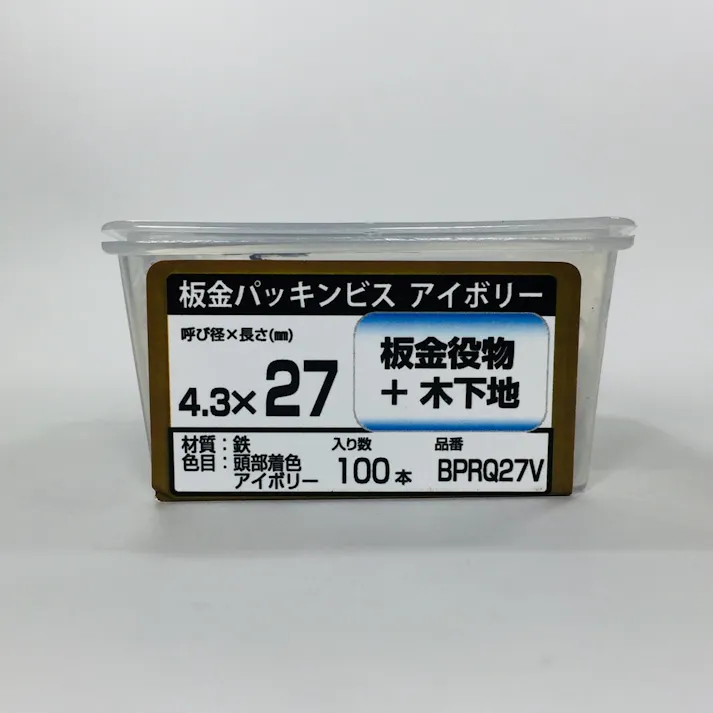 板金パッキンビス アイボリー
呼び径×長さ(㎜)
4.3×27
板金役物
＋木下地
材質：鉄
色目：頭部着色
アイボリー
入り数
100本
品番
BPRQ27V